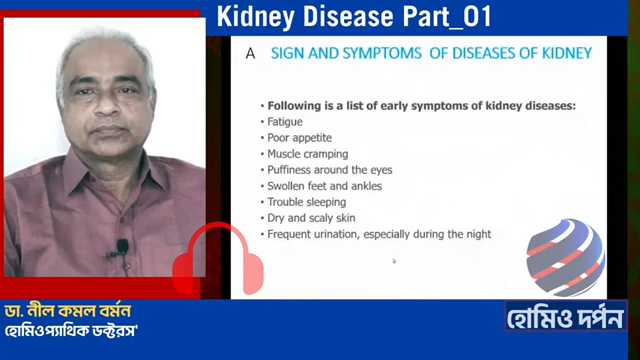 Kidney Disease Part_01
A SIGN AND SYMPTOMS OF DISEASES OF KIDNEY
• Following is a list of early symptoms of kidney diseases:
• Fatigue
• Poor appetite
• Muscle cramping
• Puffiness around the eyes
• Swollen feet and ankles
• Trouble sleeping
• Dry and scaly skin
• Frequent urination, especially during the night
ডা. নীল কমল বর্মন
হোমিওপ্যাথিক ডক্টরস'
হোমিও দর্পন